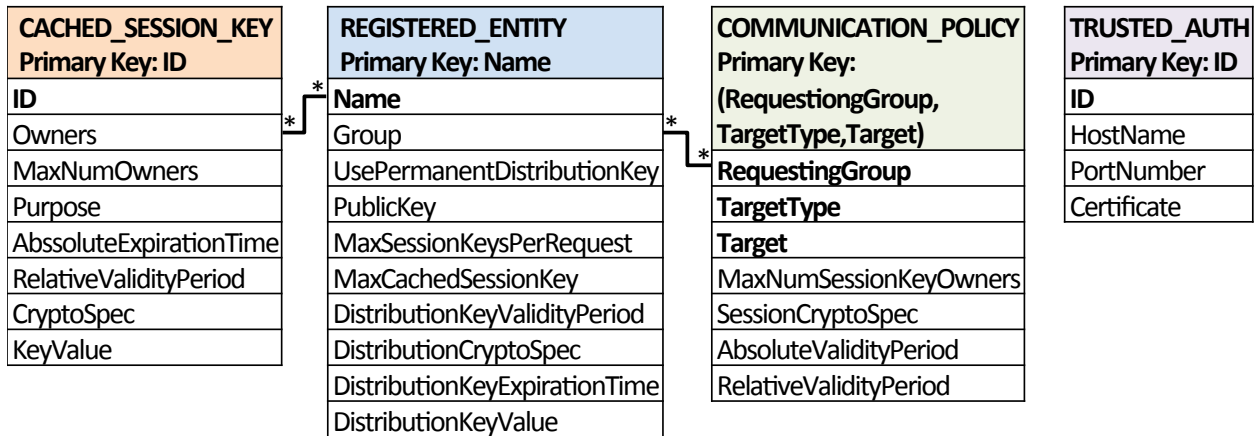 CACHED_SESSION_KEY
Primary Key: ID
ID
Owners
MaxNumOwners
Purpose
AbssoluteExpirationTime
RelativeValidityPeriod
CryptoSpec
KeyValue
*
*
REGISTERED_ENTITY
Primary Key: Name
Name
Group
UsePermanentDistributionKey
PublicKey
MaxSessionKeysPerRequest
MaxCachedSessionKey
DistributionKeyValidityPeriod
DistributionCryptoSpec
DistributionKeyExpirationTime
DistributionKeyValue
*
*
COMMUNICATION_POLICY
Primary Key:
(RequestiongGroup,
TargetType,Target)
RequestingGroup
TargetType
Target
MaxNumSessionKeyOwners
SessionCryptoSpec
AbsoluteValidityPeriod
RelativeValidityPeriod
TRUSTED_AUTH
Primary Key: ID
ID
HostName
PortNumber
Certificate